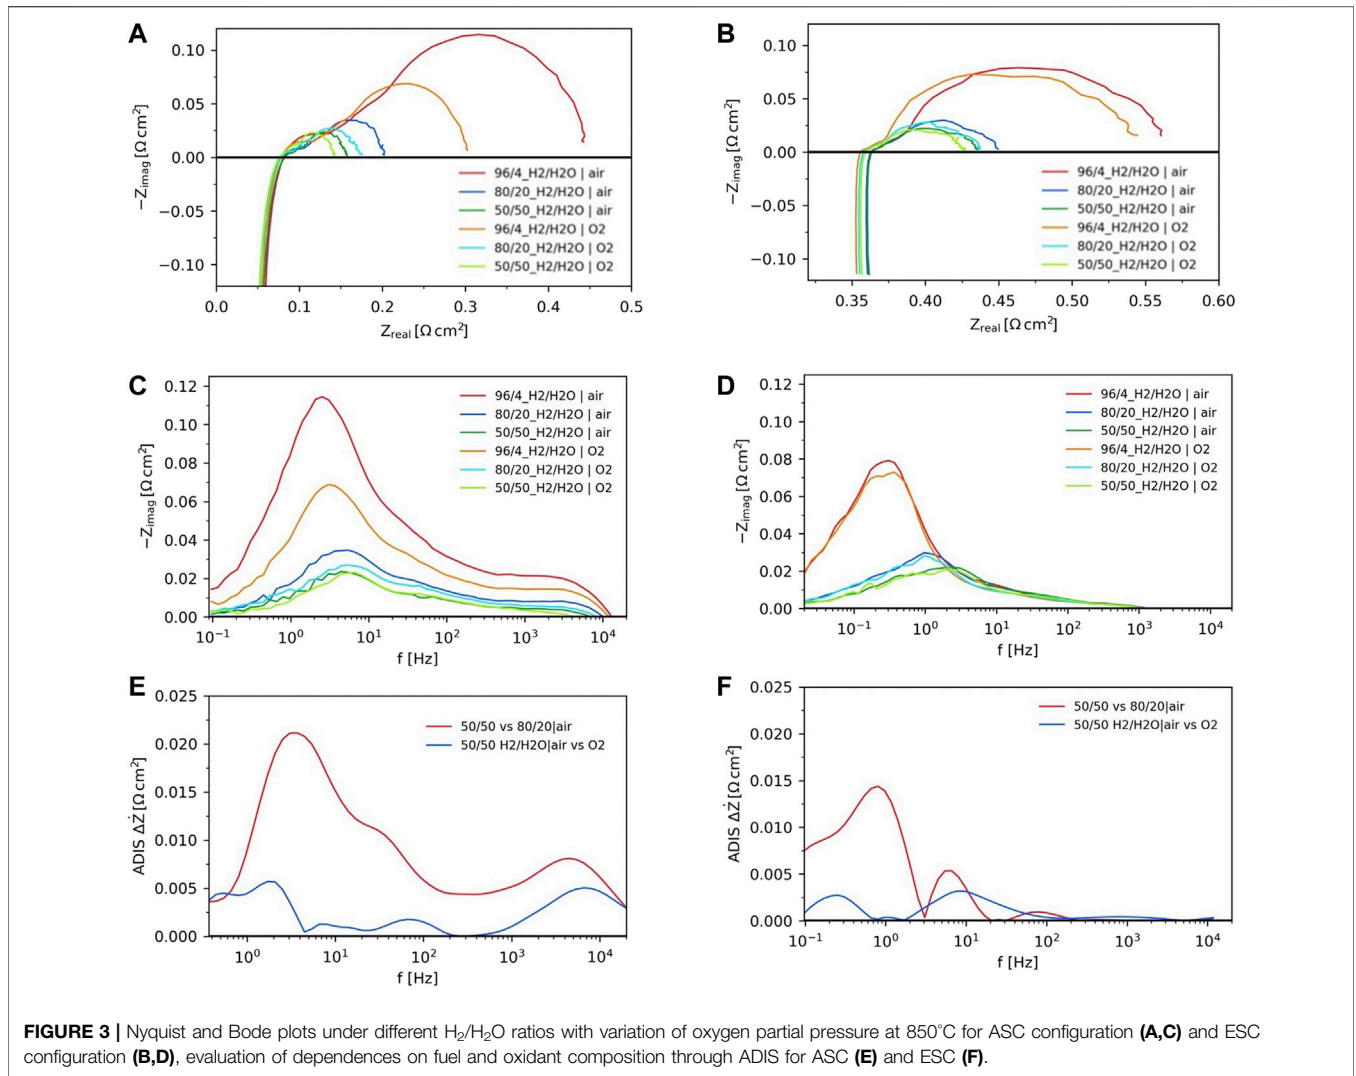 A
0.10
0.05
0.00
−0.05
−0.10
−Zimag [Ω cm²]
96/4_H2/H2O | air
80/20_H2/H2O | air
50/50_H2/H2O | air
96/4_H2/H2O | O2
80/20_H2/H2O | O2
50/50_H2/H2O | O2
0.0 0.1 0.2 0.3 0.4 0.5
Zreal [Ω cm²]
B
0.10
0.05
0.00
−0.05
−0.10
−Zimag [Ω cm²]
96/4_H2/H2O | air
80/20_H2/H2O | air
50/50_H2/H2O | air
96/4_H2/H2O | O2
80/20_H2/H2O | O2
50/50_H2/H2O | O2
0.35 0.40 0.45 0.50 0.55 0.60
Zreal [Ω cm²]
C
0.12
0.10
0.08
0.06
0.04
0.02
0.00
−Zimag [Ω cm²]
96/4_H2/H2O | air
80/20_H2/H2O | air
50/50_H2/H2O | air
96/4_H2/H2O | O2
80/20_H2/H2O | O2
50/50_H2/H2O | O2
10⁻¹ 10⁰ 10¹ 10² 10³ 10⁴
f [Hz]
D
0.12
0.10
0.08
0.06
0.04
0.02
0.00
−Zimag [Ω cm²]
96/4_H2/H2O | air
80/20_H2/H2O | air
50/50_H2/H2O | air
96/4_H2/H2O | O2
80/20_H2/H2O | O2
50/50_H2/H2O | O2
10⁻¹ 10⁰ 10¹ 10² 10³ 10⁴
f [Hz]
E
0.025
0.020
0.015
0.010
0.005
0.000
ADIS ΔŻ [Ω cm²]
50/50 vs 80/20|air
50/50 H2/H2O|air vs O2
10⁰ 10¹ 10² 10³ 10⁴
f [Hz]
F
0.025
0.020
0.015
0.010
0.005
0.000
ADIS ΔŻ [Ω cm²]
50/50 vs 80/20|air
50/50 H2/H2O|air vs O2
10⁻¹ 10⁰ 10¹ 10² 10³ 10⁴
f [Hz]
FIGURE 3 | Nyquist and Bode plots under different H₂/H₂O ratios with variation of oxygen partial pressure at 850°C for ASC configuration (A,C) and ESC
configuration (B,D), evaluation of dependences on fuel and oxidant composition through ADIS for ASC (E) and ESC (F).